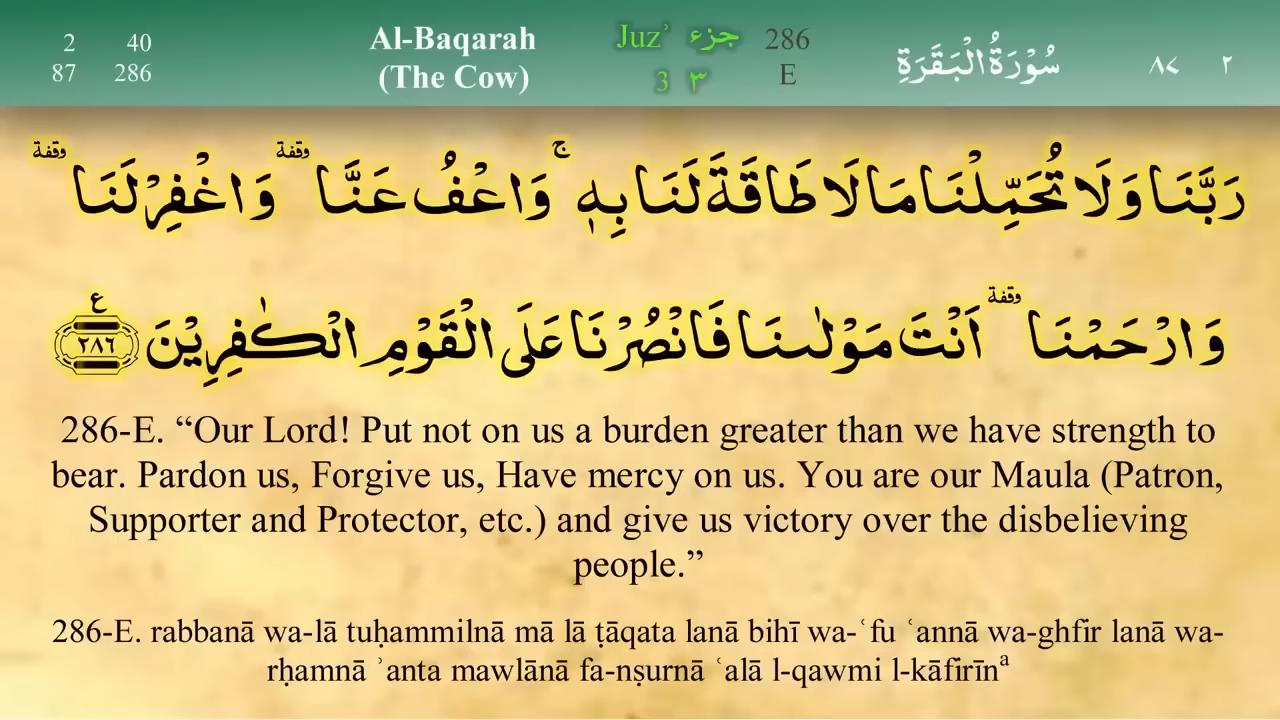 2 40 Al-Baqarah Juzʾ جزء 286 سُوْرَةُ الْبَقَرَةِ ٨٧ ٢
87 286 (The Cow) 3 ٣ E
رَبَّنَا وَلَا تُحَمِّلْنَا مَا لَا طَاقَةَ لَنَا بِهٖ ۚ وَاعْفُ عَنَّا وقفة وَاغْفِرْ لَنَا وقفة
وَارْحَمْنَا وقفة اَنْتَ مَوْلٰىنَا فَانْصُرْنَا عَلَى الْقَوْمِ الْكٰفِرِيْنَ ع ٢٨٦
286-E. “Our Lord! Put not on us a burden greater than we have strength to
bear. Pardon us, Forgive us, Have mercy on us. You are our Maula (Patron,
Supporter and Protector, etc.) and give us victory over the disbelieving
people.”
286-E. rabbanā wa-lā tuḥammilnā mā lā ṭāqata lanā bihī wa-ʿfu ʿannā wa-ghfir lanā wa-
rḥamnā ʾanta mawlānā fa-nṣurnā ʿalā l-qawmi l-kāfirīnᵃ